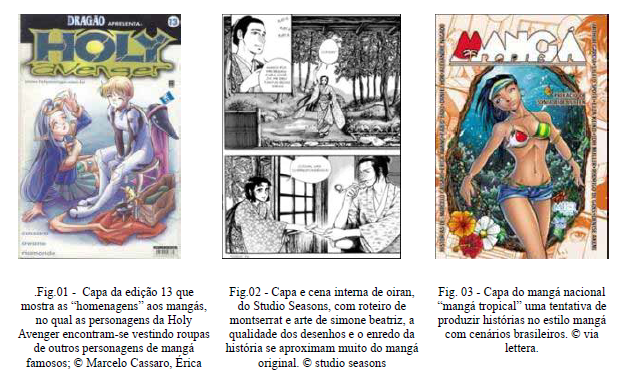 DRAGÃO
APRESENTA..
13
HOLY
avenger
MANGÁ
.Fig.01 - Capa da edição 13 que
mostra as “homenagens” aos mangás,
no qual as personagens da Holy
Avenger encontram-se vestindo roupas
de outros personagens de mangá
famosos; © Marcelo Cassaro, Érica
Fig.02 - Capa e cena interna de oiran,
do Studio Seasons, com roteiro de
montserrat e arte de simone beatriz, a
qualidade dos desenhos e o enredo da
história se aproximam muito do mangá
original. © studio seasons
Fig. 03 - Capa do mangá nacional
“mangá tropical” uma tentativa de
produzir histórias no estilo mangá
com cenários brasileiros. © via
lettera.